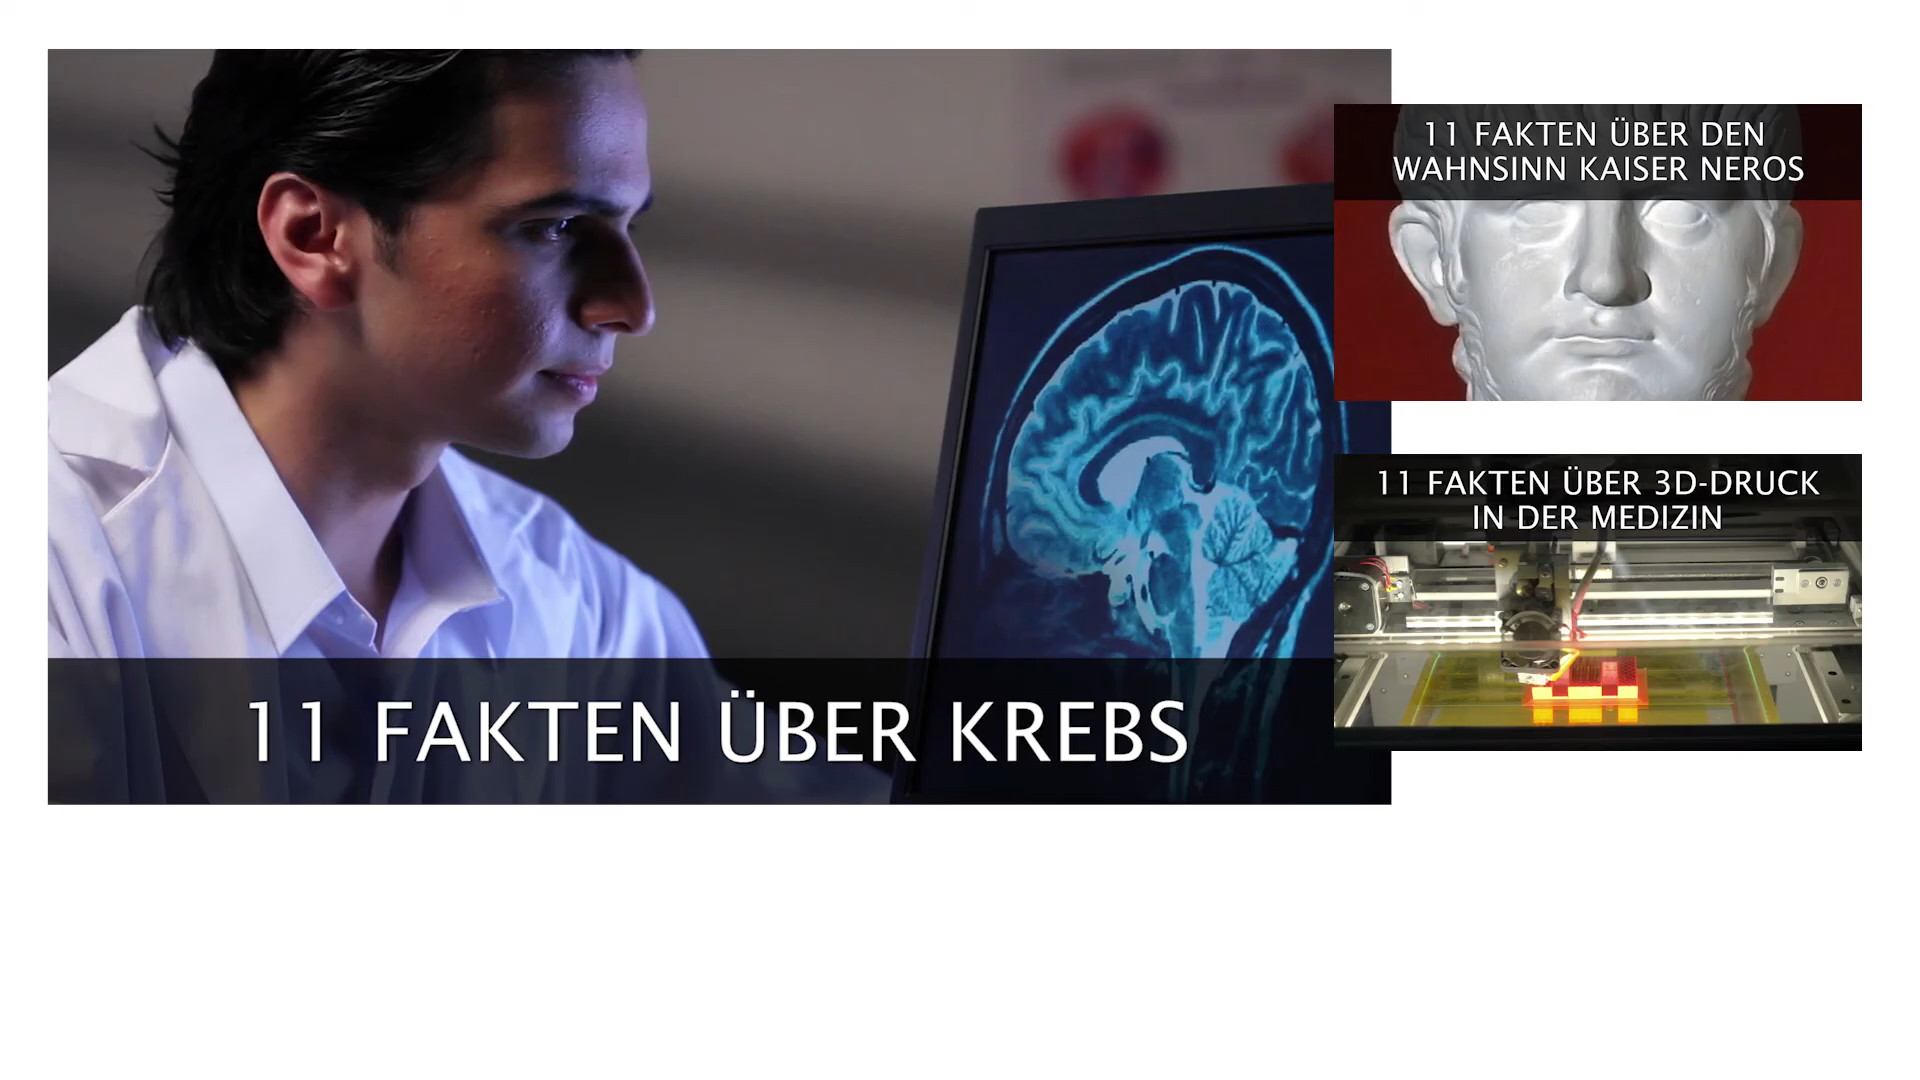 11 FAKTEN ÜBER KREBS
11 FAKTEN ÜBER DEN
WAHNSINN KAISER NEROS
11 FAKTEN ÜBER 3D-DRUCK
IN DER MEDIZIN